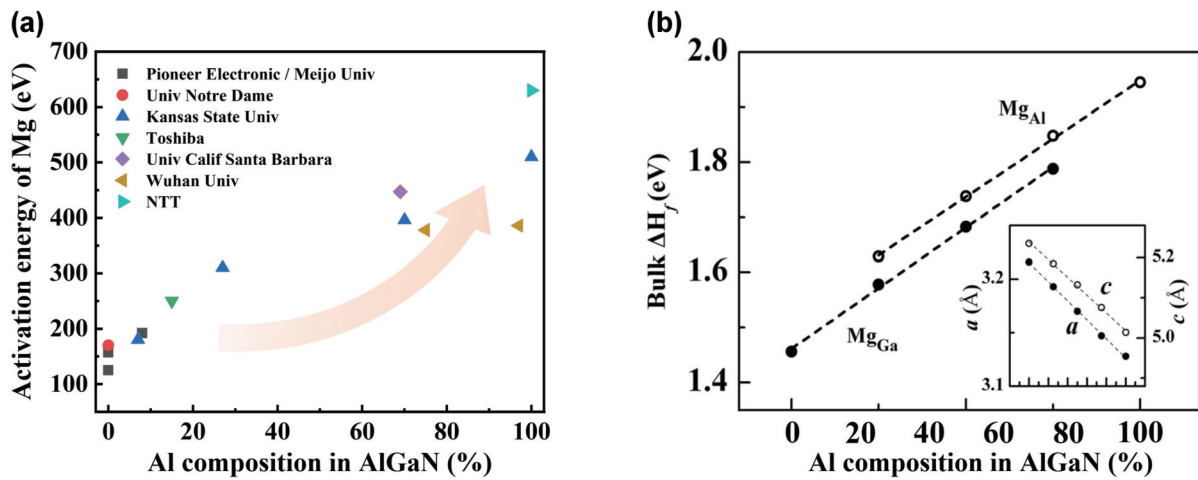 (a)
700
600
500
400
300
200
100
Activation energy of Mg (eV)
Pioneer Electronic / Meijo Univ
Univ Notre Dame
Kansas State Univ
Toshiba
Univ Calif Santa Barbara
Wuhan Univ
NTT
0 20 40 60 80 100
Al composition in AlGaN (%)
(b)
2.0
1.8
1.6
1.4
Bulk ΔHf (eV)
MgAl
MgGa
3.2
3.1
a (Å)
c
a
5.2
5.0
c (Å)
0 20 40 60 80 100
Al composition in AlGaN (%)